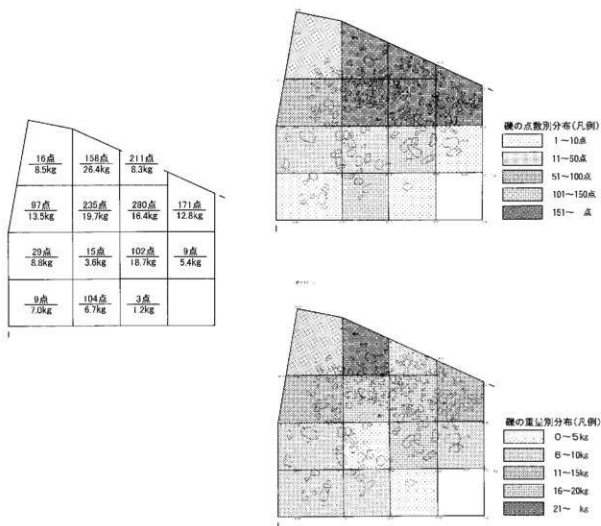 16点 158点 211点
8.5kg 26.4kg 8.3kg
97点 235点 280点 171点
13.5kg 19.7kg 16.4kg 12.8kg
29点 15点 102点 9点
8.8kg 3.6kg 18.7kg 5.4kg
9点 104点 3点
7.0kg 6.7kg 1.2kg
礫の点数別分布(凡例)
1〜10点
11〜50点
51〜100点
101〜150点
151〜 点
礫の重量別分布(凡例)
0〜5kg
6〜10kg
11〜15kg
16〜20kg
21〜 kg